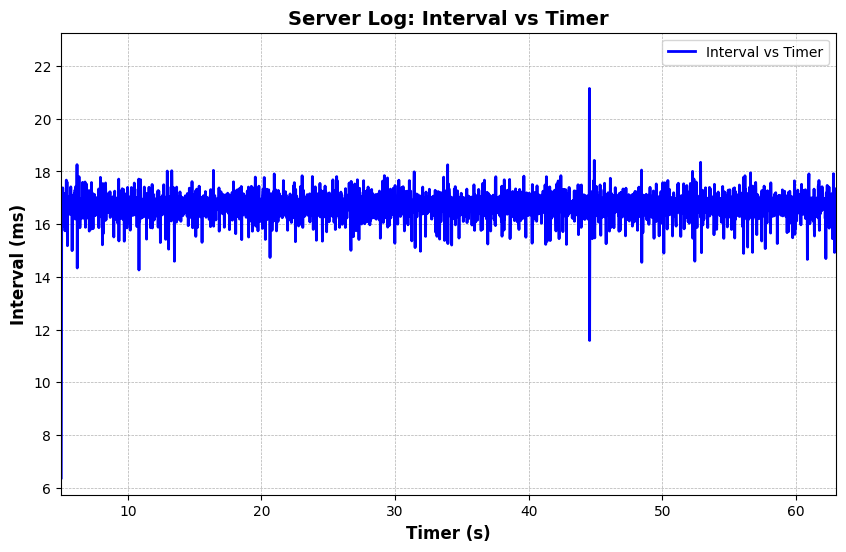 Server Log: Interval vs Timer
Interval vs Timer
22
20
18
16
14
12
10
8
6
Interval (ms)
10 20 30 40 50 60
Timer (s)